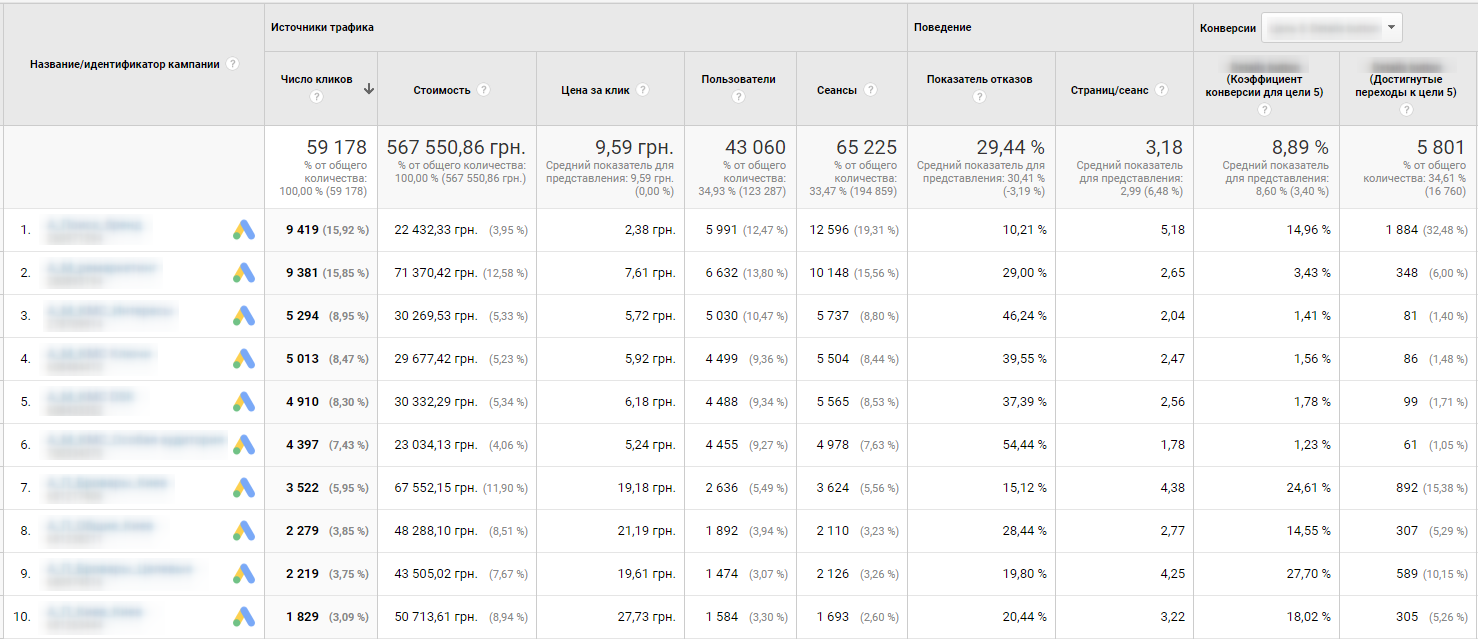 Название/идентификатор кампании ?
Источники трафика
Поведение
Конверсии
Число кликов ?
Стоимость ?
Цена за клик ?
Пользователи ?
Сеансы ?
Показатель отказов ?
Страниц/сеанс ?
(Коэффициент
конверсии для цели 5)
?
(Достигнутые
переходы к цели 5)
?
59 178
% от общего
количества:
100,00 % (59 178)
567 550,86 грн.
% от общего количества:
100,00 % (567 550,86 грн.)
9,59 грн.
Средний показатель для
представления: 9,59 грн.
(0,00 %)
43 060
% от общего
количества:
34,93 % (123 287)
65 225
% от общего
количества:
33,47 % (194 859)
29,44 %
Средний показатель для
представления: 30,41 %
(-3,19 %)
3,18
Средний показатель
для представления:
2,99 (6,48 %)
8,89 %
Средний показатель
для представления:
8,60 % (3,40 %)
5 801
% от общего
количества: 34,61 %
(16 760)
1. 9 419 (15,92 %) 22 432,33 грн. (3,95 %) 2,38 грн. 5 991 (12,47 %) 12 596 (19,31 %) 10,21 % 5,18 14,96 % 1 884 (32,48 %)
2. 9 381 (15,85 %) 71 370,42 грн. (12,58 %) 7,61 грн. 6 632 (13,80 %) 10 148 (15,56 %) 29,00 % 2,65 3,43 % 348 (6,00 %)
3. 5 294 (8,95 %) 30 269,53 грн. (5,33 %) 5,72 грн. 5 030 (10,47 %) 5 737 (8,80 %) 46,24 % 2,04 1,41 % 81 (1,40 %)
4. 5 013 (8,47 %) 29 677,42 грн. (5,23 %) 5,92 грн. 4 499 (9,36 %) 5 504 (8,44 %) 39,55 % 2,47 1,56 % 86 (1,48 %)
5. 4 910 (8,30 %) 30 332,29 грн. (5,34 %) 6,18 грн. 4 488 (9,34 %) 5 565 (8,53 %) 37,39 % 2,56 1,78 % 99 (1,71 %)
6. 4 397 (7,43 %) 23 034,13 грн. (4,06 %) 5,24 грн. 4 455 (9,27 %) 4 978 (7,63 %) 54,44 % 1,78 1,23 % 61 (1,05 %)
7. 3 522 (5,95 %) 67 552,15 грн. (11,90 %) 19,18 грн. 2 636 (5,49 %) 3 624 (5,56 %) 15,12 % 4,38 24,61 % 892 (15,38 %)
8. 2 279 (3,85 %) 48 288,10 грн. (8,51 %) 21,19 грн. 1 892 (3,94 %) 2 110 (3,23 %) 28,44 % 2,77 14,55 % 307 (5,29 %)
9. 2 219 (3,75 %) 43 505,02 грн. (7,67 %) 19,61 грн. 1 474 (3,07 %) 2 126 (3,26 %) 19,80 % 4,25 27,70 % 589 (10,15 %)
10. 1 829 (3,09 %) 50 713,61 грн. (8,94 %) 27,73 грн. 1 584 (3,30 %) 1 693 (2,60 %) 20,44 % 3,22 18,02 % 305 (5,26 %)